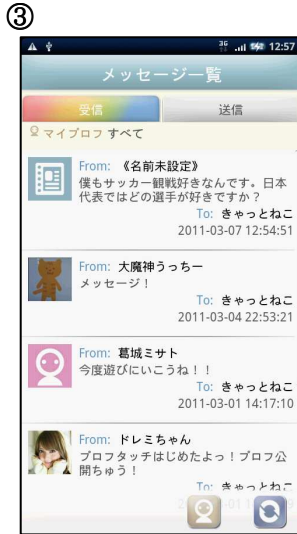 ③
3G 12:57
メッセージ一覧
受信 送信
マイプロフ すべて
From: 《名前未設定》
僕もサッカー観戦好きなんです。日本
代表ではどの選手が好きですか？
To: きゃっとねこ
2011-03-07 12:54:51
From: 大魔神うっちー
メッセージ！
To: きゃっとねこ
2011-03-04 22:53:21
From: 葛城ミサト
今度遊びにいこうね！！
To: きゃっとねこ
2011-03-01 14:17:10
From: ドレミちゃん
プロフタッチはじめたよっ！プロフ公
開ちゅう！
To: きゃっとねこ